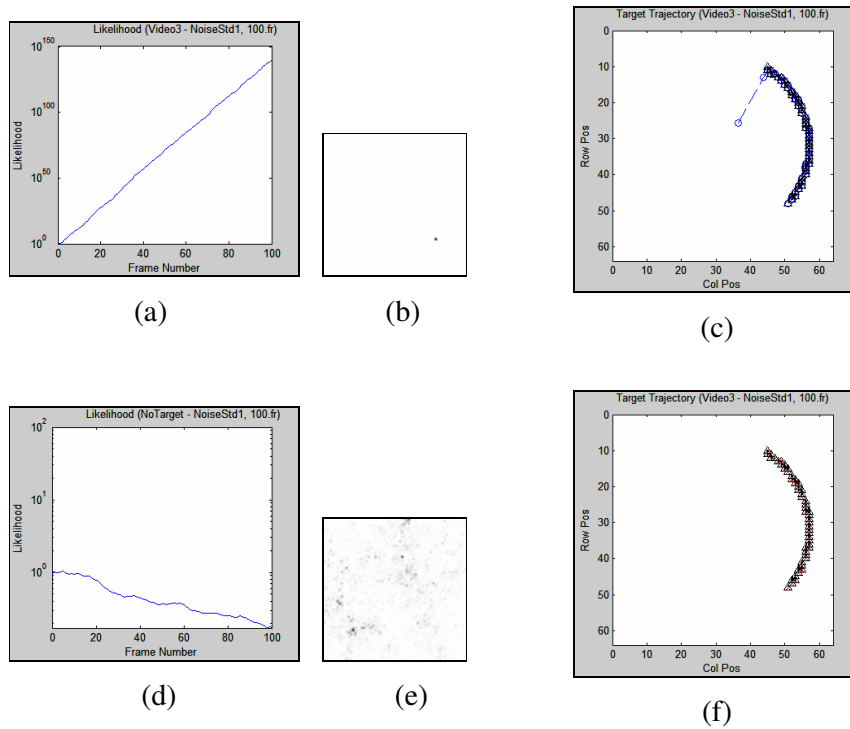 Likelihood (Video3 - NoiseStd1, 100.fr)
10^150
10^100
10^50
10^0
Likelihood
0 20 40 60 80 100
Frame Number
(a)
(b)
Target Trajectory (Video3 - NoiseStd1, 100.fr)
0
10
20
30
40
50
60
Row Pos
0 10 20 30 40 50 60
Col Pos
(c)
Likelihood (NoTarget - NoiseStd1, 100.fr)
10^2
10^1
10^0
Likelihood
0 20 40 60 80 100
Frame Number
(d)
(e)
Target Trajectory (Video3 - NoiseStd1, 100.fr)
0
10
20
30
40
50
60
Row Pos
0 10 20 30 40 50 60
Col Pos
(f)